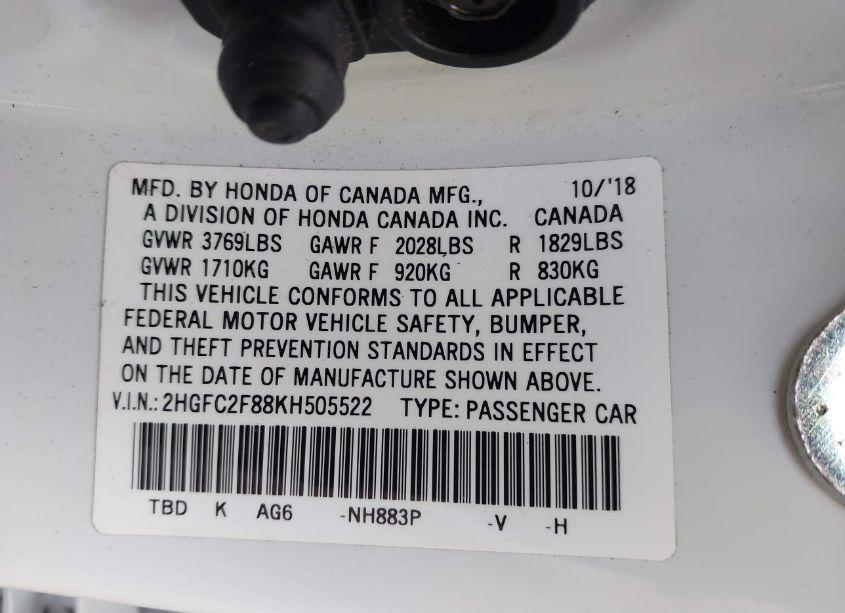 MFD. BY HONDA OF CANADA MFG., 10/'18
A DIVISION OF HONDA CANADA INC. CANADA
GVWR 3769LBS GAWR F 2028LBS R 1829LBS
GVWR 1710KG GAWR F 920KG R 830KG
THIS VEHICLE CONFORMS TO ALL APPLICABLE
FEDERAL MOTOR VEHICLE SAFETY, BUMPER,
AND THEFT PREVENTION STANDARDS IN EFFECT
ON THE DATE OF MANUFACTURE SHOWN ABOVE.
V.I.N.: 2HGFC2F88KH505522 TYPE: PASSENGER CAR
TBD K AG6 -NH883P -V -H